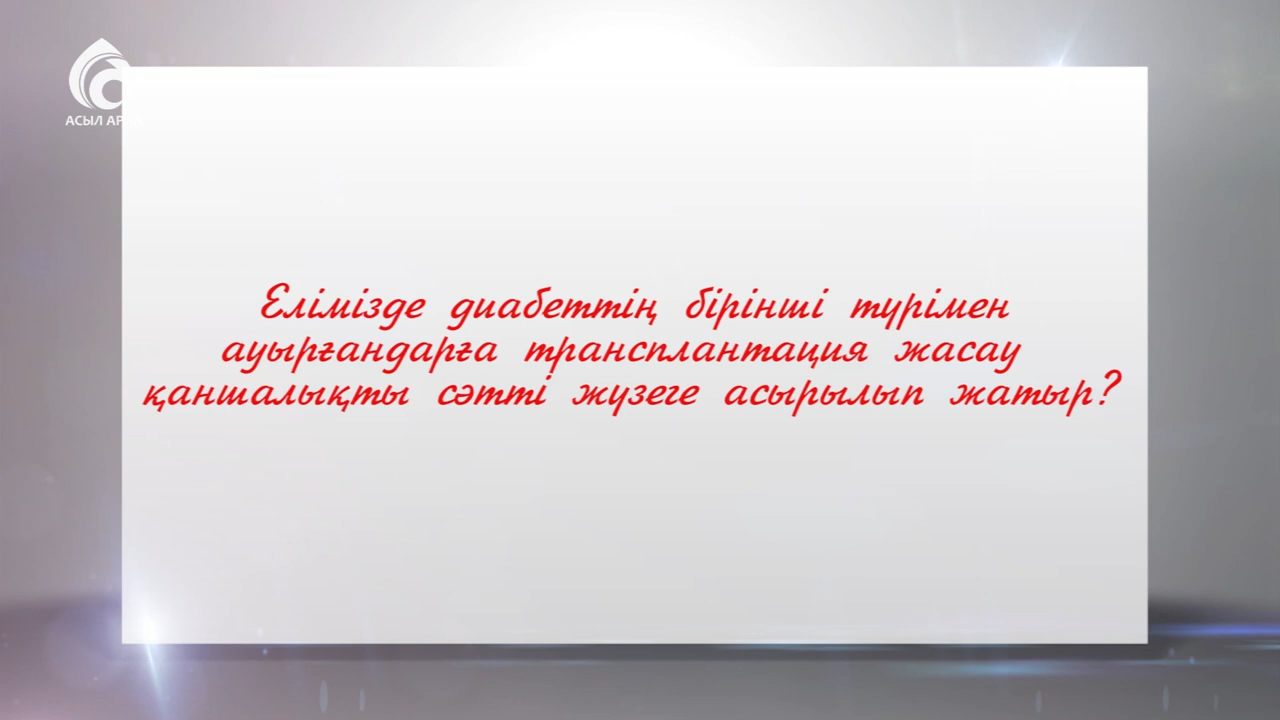 АСЫЛ АР
Елімізде диабеттің бірінші түрімен
ауырғандарға трансплантация жасау
қаншалықты сәтті жүзеге асырылып жатыр?